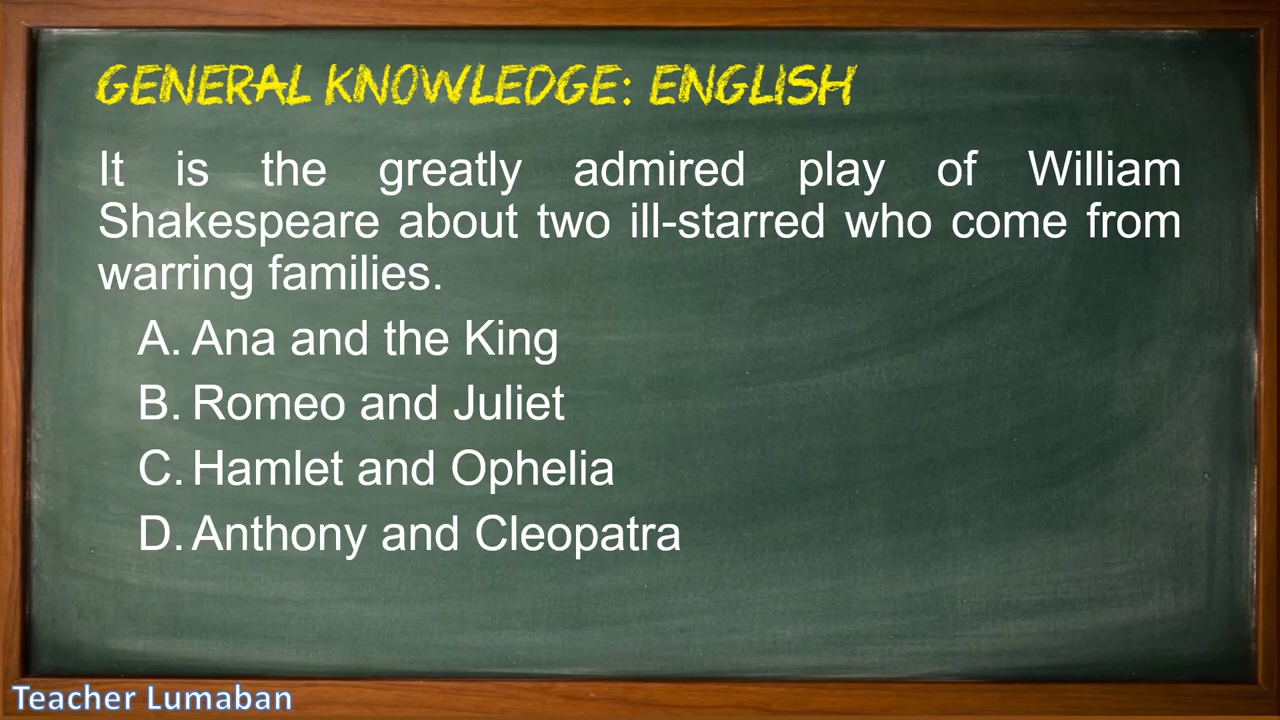 GENERAL KNOWLEDGE: ENGLISH
It is the greatly admired play of William
Shakespeare about two ill-starred who come from
warring families.
A. Ana and the King
B. Romeo and Juliet
C. Hamlet and Ophelia
D. Anthony and Cleopatra
Teacher Lumaban